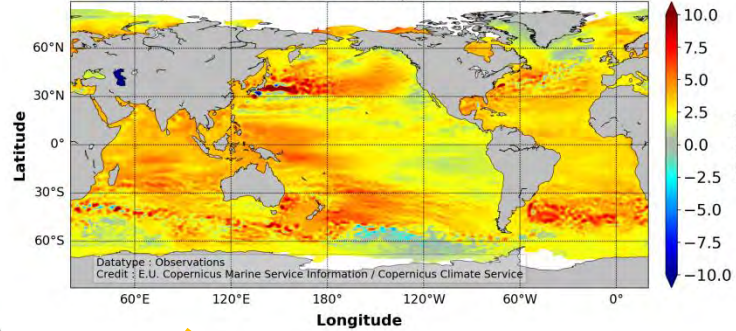 10.0
7.5
5.0
2.5
0.0
−2.5
−5.0
−7.5
−10.0
60°N
30°N
0°
30°S
60°S
Latitude
Datatype : Observations
Credit : E.U. Copernicus Marine Service Information / Copernicus Climate Service
60°E 120°E 180° 120°W 60°W 0°
Longitude